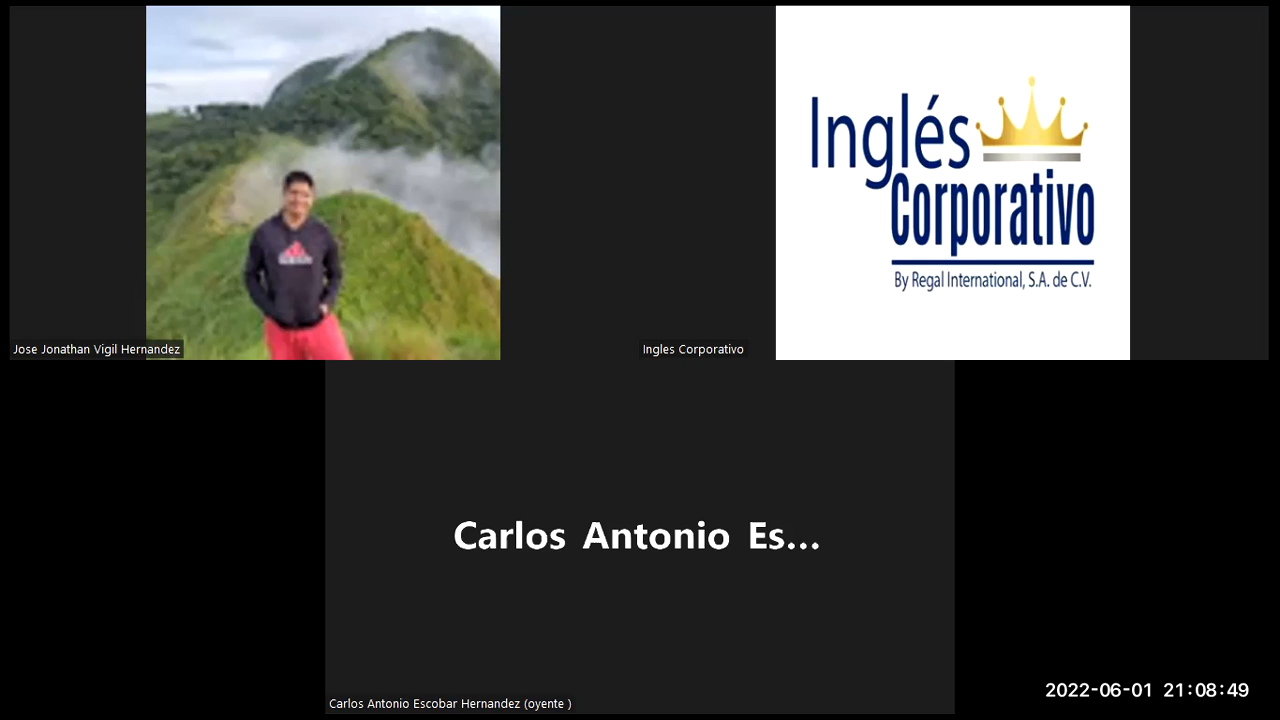 Inglés
Corporativo
By Regal International, S.A. de C.V.
Jose Jonathan Vigil Hernandez
Ingles Corporativo
Carlos Antonio Es...
Carlos Antonio Escobar Hernandez (oyente )
2022-06-01 21:08:49